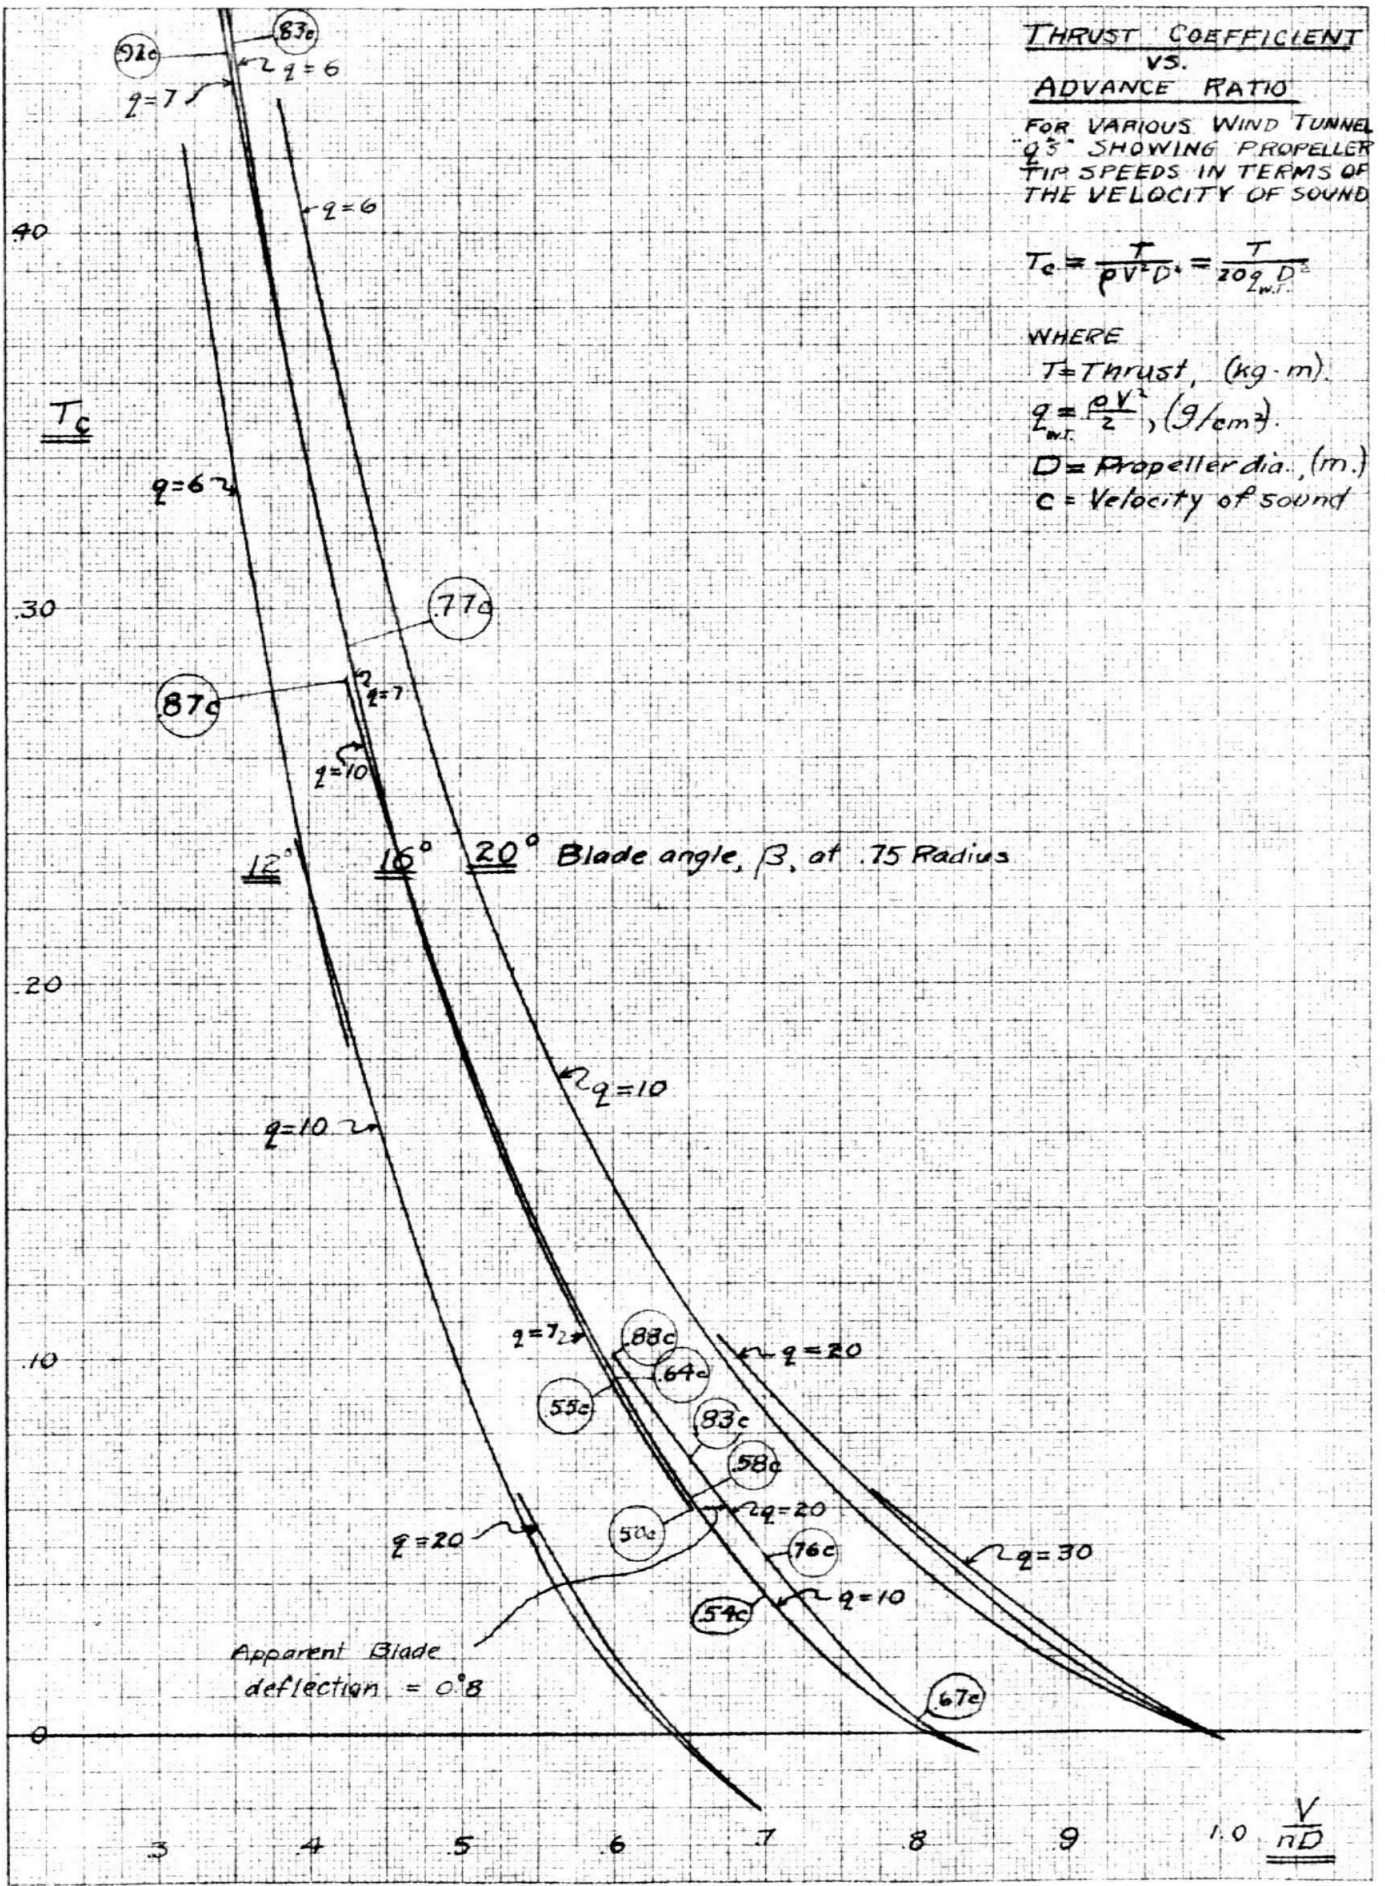 THRUST COEFFICIENT
VS.
ADVANCE RATIO
FOR VARIOUS WIND TUNNEL
"q's" SHOWING PROPELLER
TIP SPEEDS IN TERMS OF
THE VELOCITY OF SOUND
Tc = T / ρV²D² = T / 20 q w.t. D²
WHERE
T = Thrust, (kg-m).
q w.t. = ρV² / 2, (g/cm²).
D = Propeller dia., (m.)
C = Velocity of sound
.83c
q=6
q=7
q=6
.40
Tc
q=6
.30
.77c
q=7
.87c
q=10
12° 16° 20° Blade angle, β, at .75 Radius
.20
q=10
q=10
.10
q=7
.88c
q=20
.64c
.55c
.83c
.58c
q=20
.50c
q=20
.76c
q=30
.54c
q=10
Apparent Blade
deflection = 0°.8
.67c
0
.3 .4 .5 .6 .7 .8 .9 1.0 V/nD